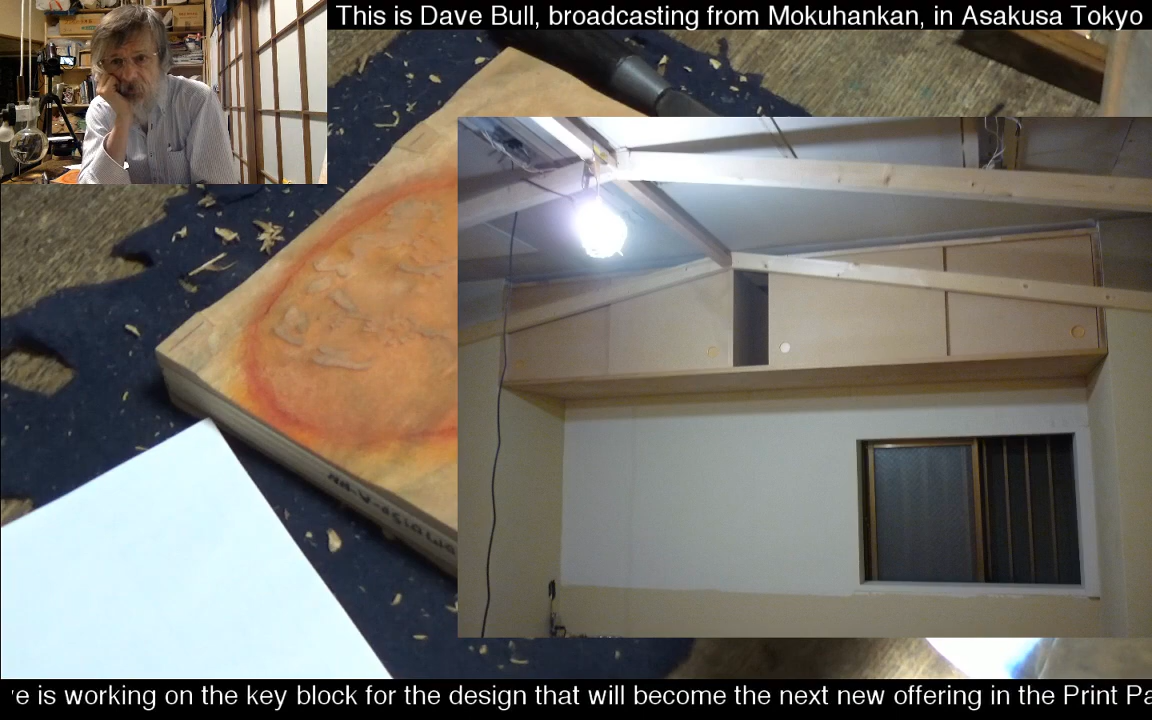 This is Dave Bull, broadcasting from Mokuhankan, in Asakusa Tokyo
e is working on the key block for the design that will become the next new offering in the Print Pa